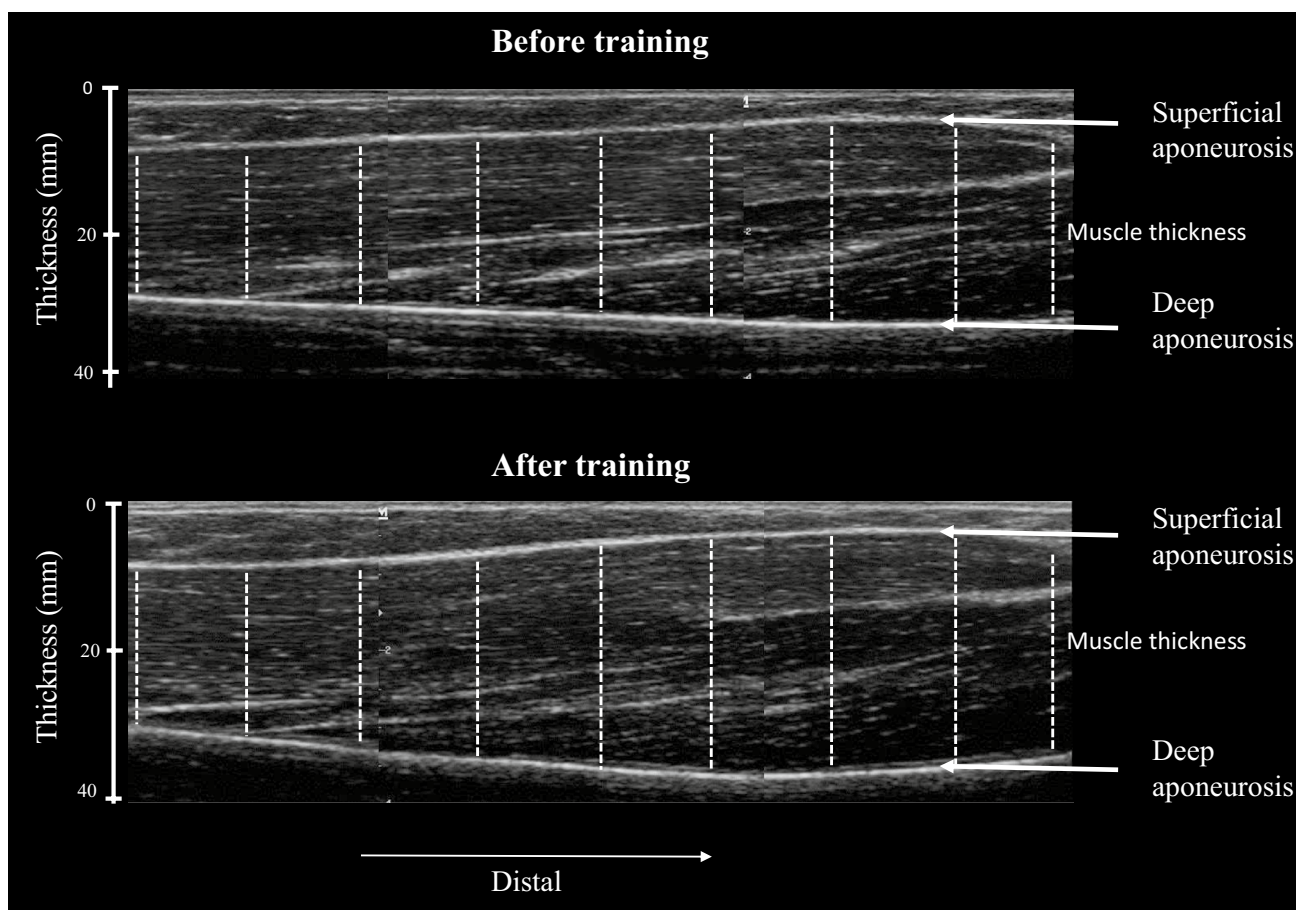 Before training
0
20
40
Thickness (mm)
Superficial
aponeurosis
Muscle thickness
Deep
aponeurosis
After training
0
20
40
Thickness (mm)
Superficial
aponeurosis
Muscle thickness
Deep
aponeurosis
Distal